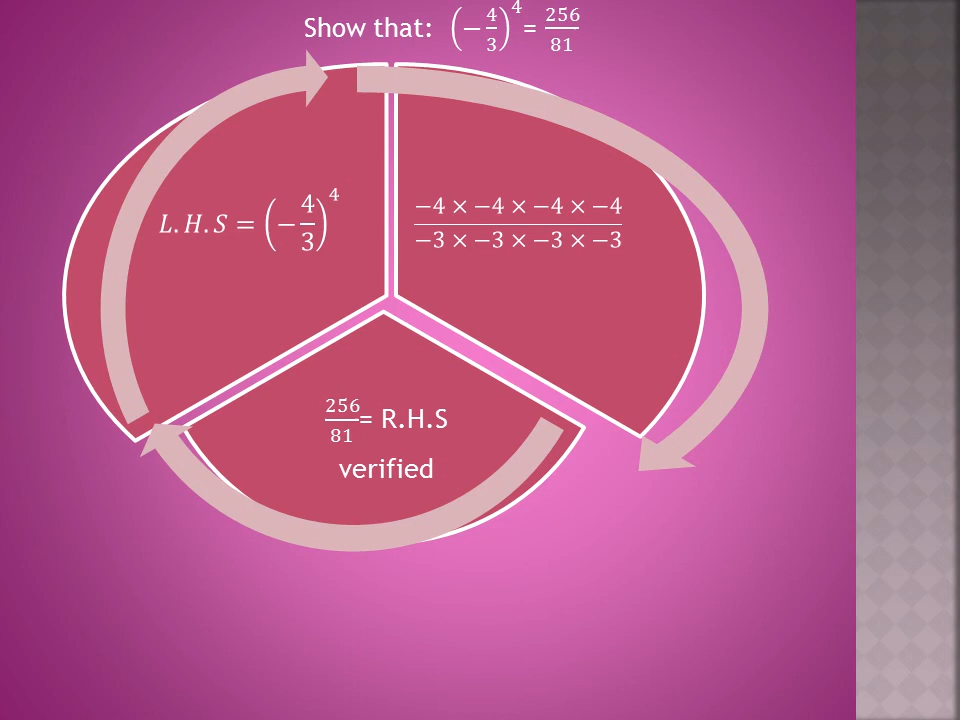 Show that: (−4/3)^4 = 256/81
L.H.S = (−4/3)^4
−4 × −4 × −4 × −4
−3 × −3 × −3 × −3
256/81 = R.H.S
verified